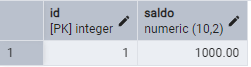 id saldo
[PK] integer numeric (10,2)
1 1 1000.00